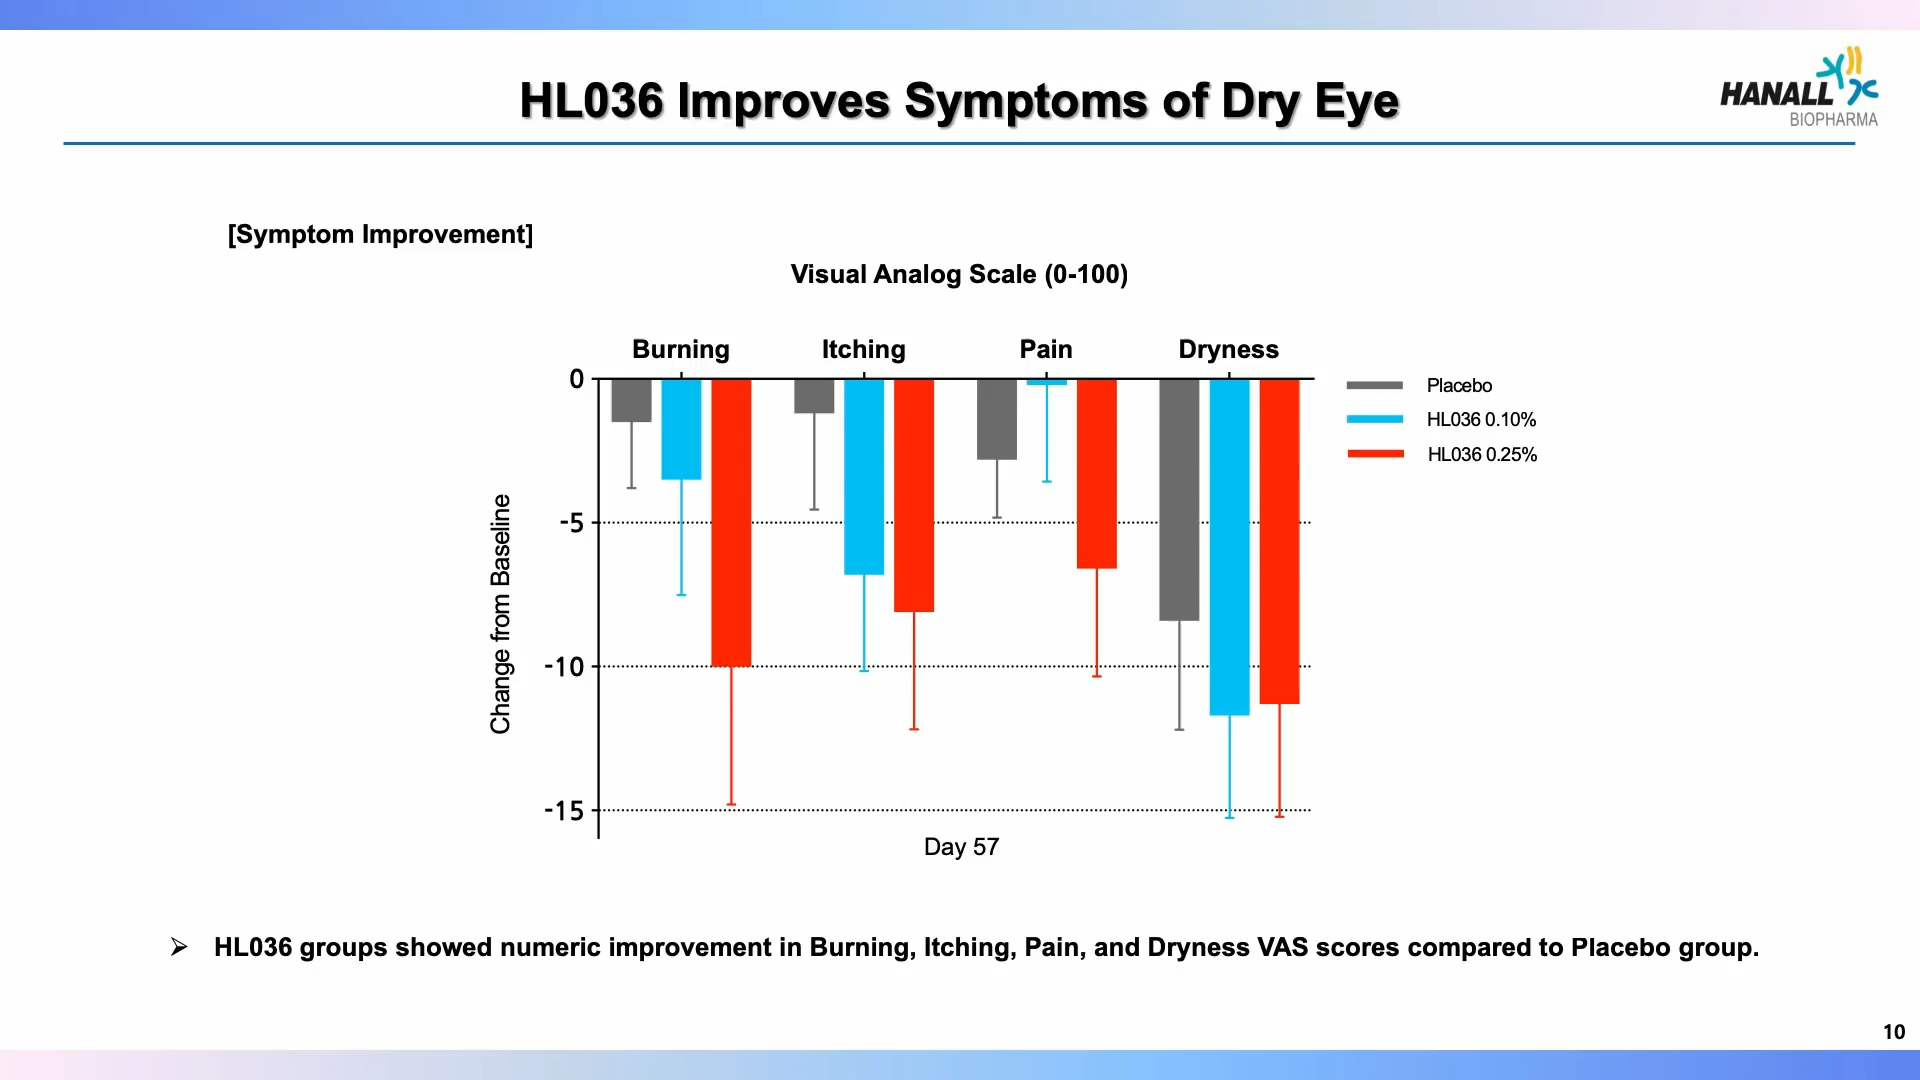 HL036 Improves Symptoms of Dry Eye
HANALL
BIOPHARMA
[Symptom Improvement]
Visual Analog Scale (0-100)
Burning Itching Pain Dryness
0
-5
-10
-15
Change from Baseline
Placebo
HL036 0.10%
HL036 0.25%
Day 57
➢ HL036 groups showed numeric improvement in Burning, Itching, Pain, and Dryness VAS scores compared to Placebo group.
10